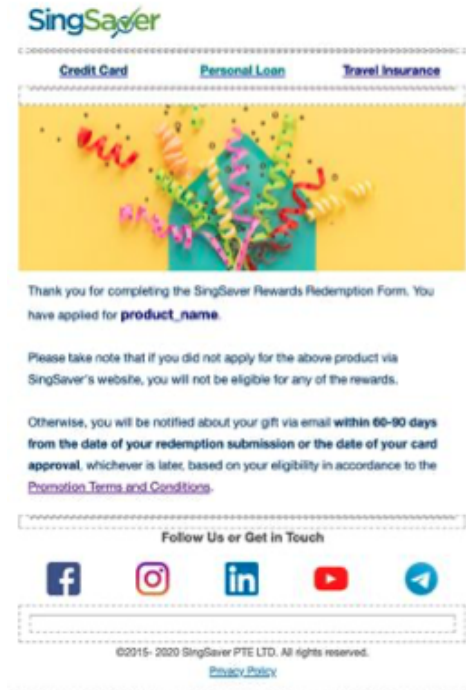 SingSaver
Credit Card Personal Loan Travel Insurance
Thank you for completing the SingSaver Rewards Redemption Form. You
have applied for product_name.
Please take note that if you did not apply for the above product via
SingSaver's website, you will not be eligible for any of the rewards.
Otherwise, you will be notified about your gift via email within 60-90 days
from the date of your redemption submission or the date of your card
approval, whichever is later, based on your eligibility in accordance to the
Promotion Terms and Conditions.
Follow Us or Get in Touch
©2015- 2020 SingSaver PTE LTD. All rights reserved.
Privacy Policy